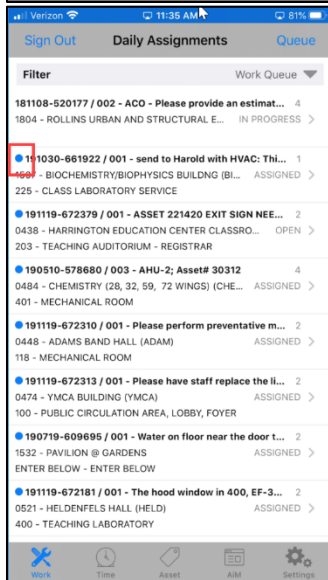 Verizon 11:35 AM 81%
Sign Out Daily Assignments Queue
Filter Work Queue
181108-520177 / 002 - ACO - Please provide an estimat... 4
1804 - ROLLINS URBAN AND STRUCTURAL E... IN PROGRESS >
191030-661922 / 001 - send to Harold with HVAC: Thi... 1
1507 - BIOCHEMISTRY/BIOPHYSICS BUILDNG (BI... ASSIGNED >
225 - CLASS LABORATORY SERVICE
191119-672379 / 001 - ASSET 221420 EXIT SIGN NEE... 2
0438 - HARRINGTON EDUCATION CENTER CLASSRO... OPEN >
203 - TEACHING AUDITORIUM - REGISTRAR
190510-578680 / 003 - AHU-2; Asset# 30312 4
0484 - CHEMISTRY (28, 32, 59, 72 WINGS) (CHE... ASSIGNED >
401 - MECHANICAL ROOM
191119-672310 / 001 - Please perform preventative m... 2
0448 - ADAMS BAND HALL (ADAM) ASSIGNED >
118 - MECHANICAL ROOM
191119-672313 / 001 - Please have staff replace the li... 2
0474 - YMCA BUILDING (YMCA) ASSIGNED >
100 - PUBLIC CIRCULATION AREA, LOBBY, FOYER
190719-609695 / 001 - Water on floor near the door t... 2
1532 - PAVILION @ GARDENS ASSIGNED >
ENTER BELOW - ENTER BELOW
191119-672181 / 001 - The hood window in 400, EF-3... 2
0521 - HELDENFELS HALL (HELD) ASSIGNED >
400 - TEACHING LABORATORY
Work Time Asset AiM Settings